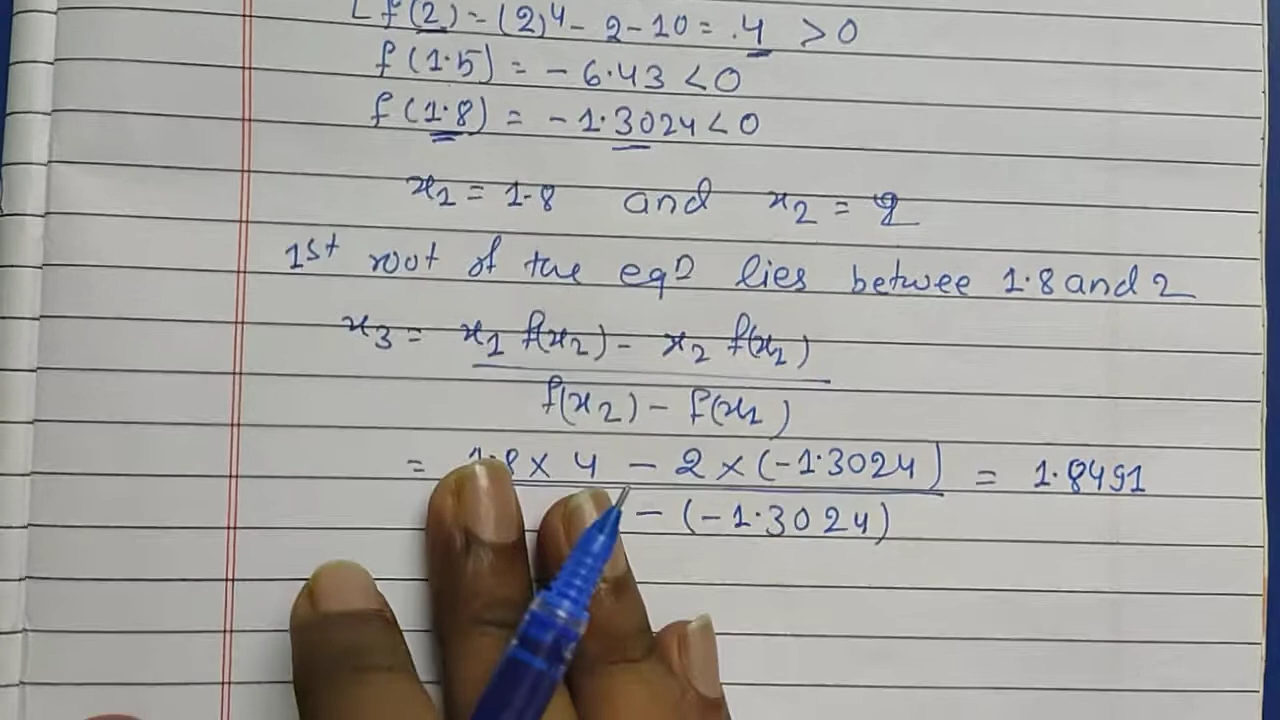 f(2) = (2)⁴ - 2 - 10 = .4 > 0
f(1.5) = - 6.43 < 0
f(1.8) = - 1.3024 < 0
x₁ = 1.8 and x₂ = 2
1st root of the eqn lies betwee 1.8 and 2
x₃ = x₁ f(x₂) - x₂ f(x₁)
f(x₂) - f(x₁)
= 1.8 × 4 - 2 × (-1.3024) = 1.8491
- (-1.3024)